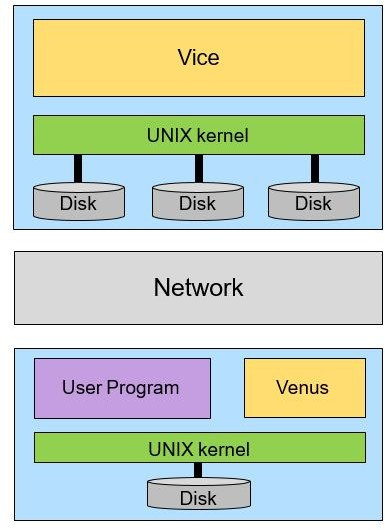 Vice
UNIX kernel
Disk Disk Disk
Network
User Program Venus
UNIX kernel
Disk